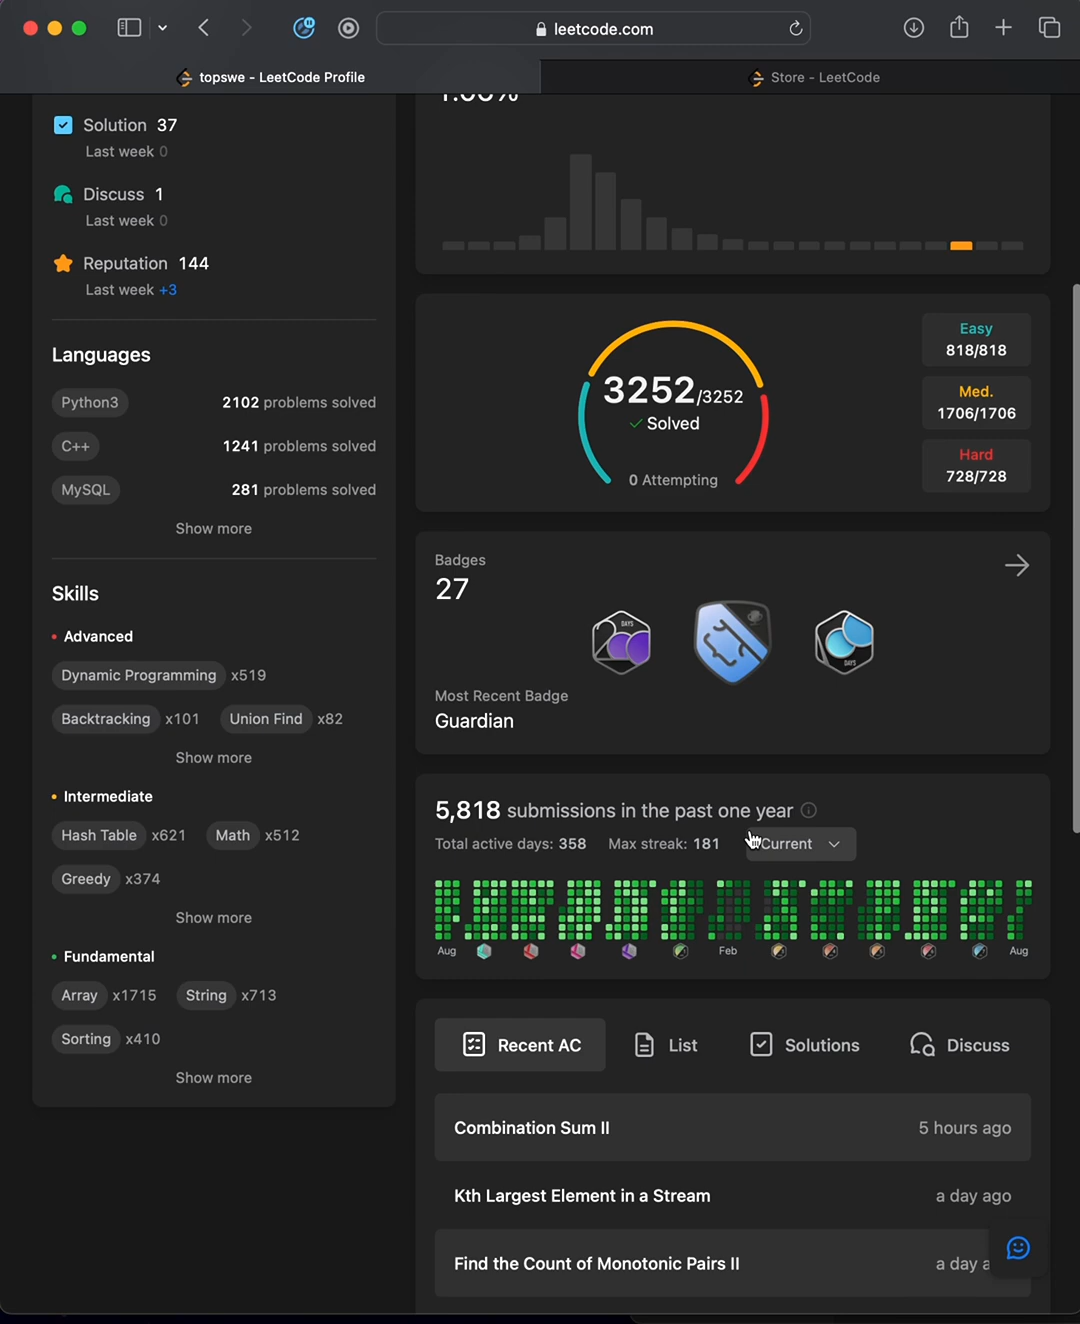 leetcode.com
topswe - LeetCode Profile
Store - LeetCode
Solution 37
Last week 0
Discuss 1
Last week 0
Reputation 144
Last week +3
Languages
Python3 2102 problems solved
C++ 1241 problems solved
MySQL 281 problems solved
Show more
Skills
Advanced
Dynamic Programming x519
Backtracking x101 Union Find x82
Show more
Intermediate
Hash Table x621 Math x512
Greedy x374
Show more
Fundamental
Array x1715 String x713
Sorting x410
Show more
3252/3252
Solved
0 Attempting
Easy
818/818
Med.
1706/1706
Hard
728/728
Badges
27
DAYS
DAYS
Most Recent Badge
Guardian
5,818 submissions in the past one year
Total active days: 358 Max streak: 181 Current
Aug Feb Aug
Recent AC List Solutions Discuss
Combination Sum II 5 hours ago
Kth Largest Element in a Stream a day ago
Find the Count of Monotonic Pairs II a day a